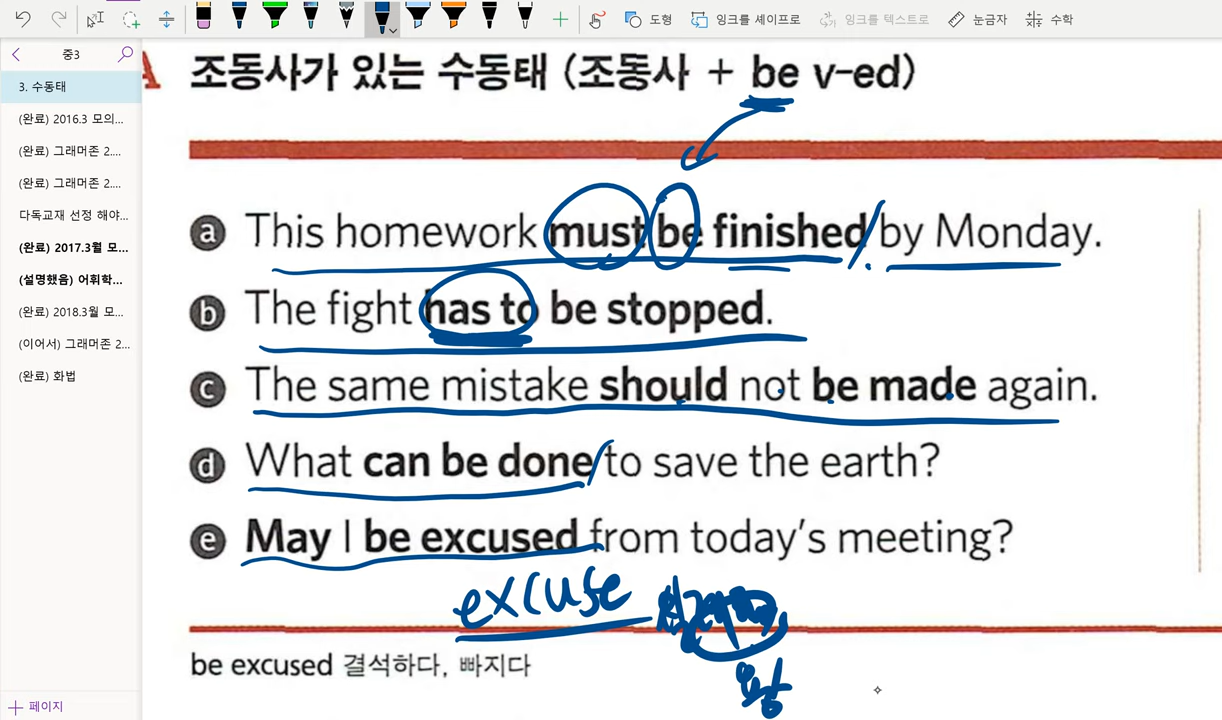 도형
잉크를 셰이프로
잉크를 텍스트로
눈금자
수학
중3
3. 수동태
(완료) 2016.3 모의...
(완료) 그래머존 2....
(완료) 그래머존 2....
다독교재 선정 해야...
(완료) 2017.3월 모...
(설명했음) 어휘학...
(완료) 2018.3월 모...
(이어서) 그래머존 2...
(완료) 화법
페이지
A 조동사가 있는 수동태 (조동사 + be v-ed)
a This homework must be finished by Monday.
b The fight has to be stopped.
c The same mistake should not be made again.
d What can be done to save the earth?
e May I be excused from today's meeting?
excuse
be excused 결석하다, 빠지다